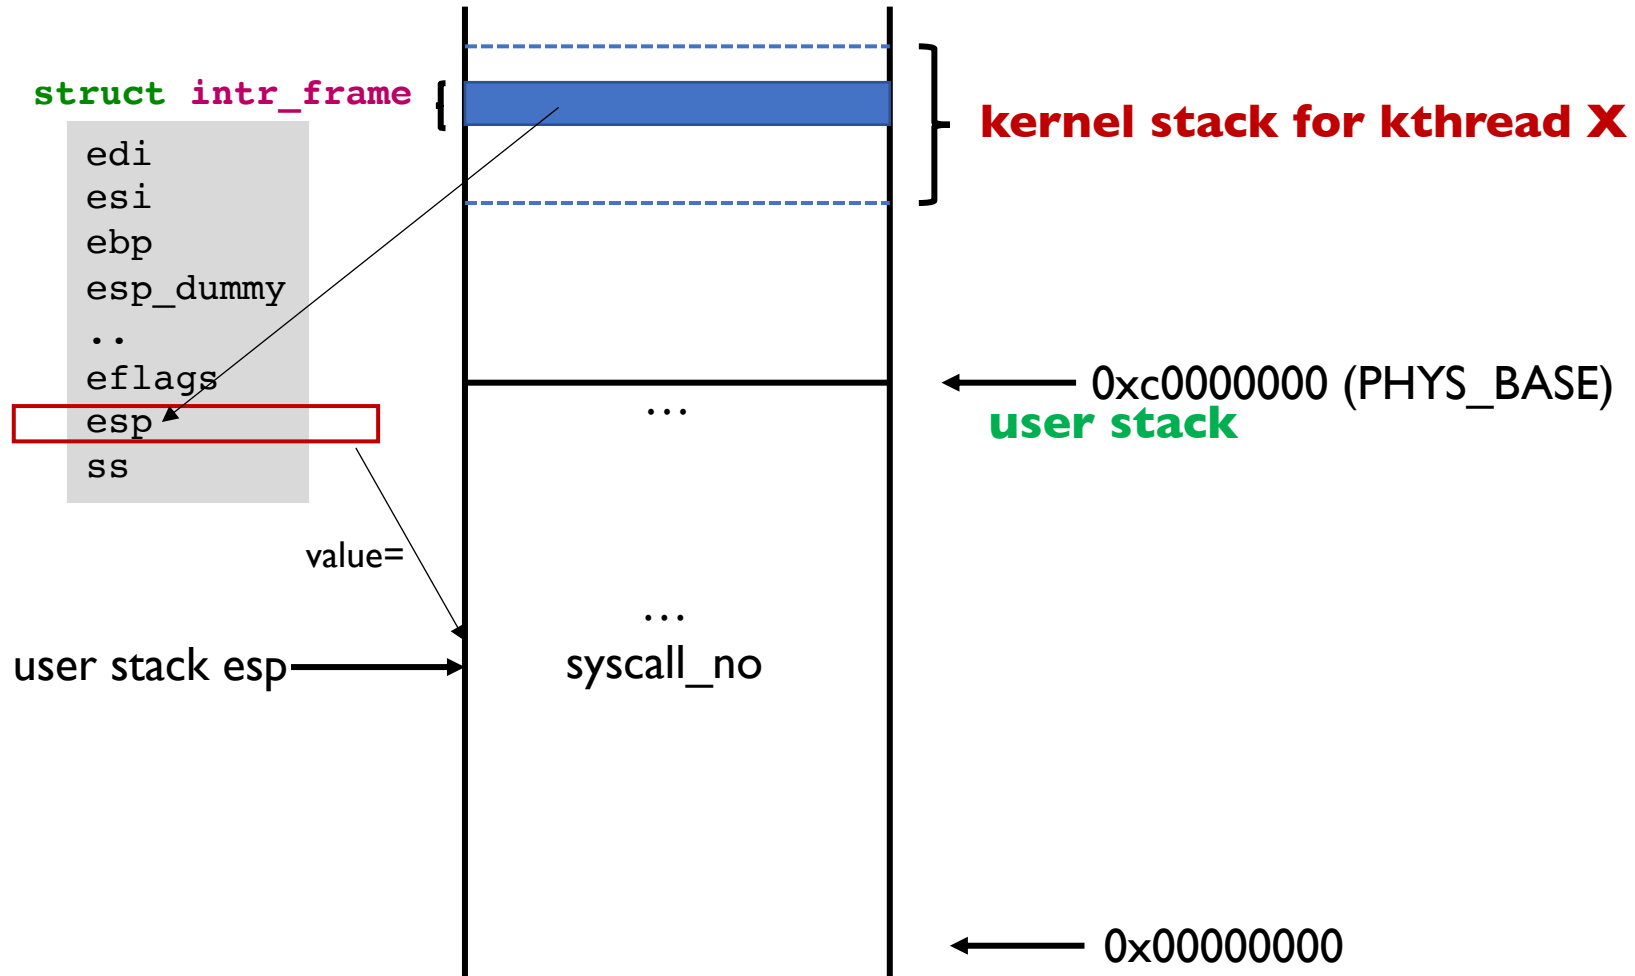 struct intr_frame
kernel stack for kthread X
edi
esi
ebp
esp_dummy
..
eflags
esp
ss
0xc0000000 (PHYS_BASE)
...
user stack
value=
...
user stack esp
syscall_no
0x00000000